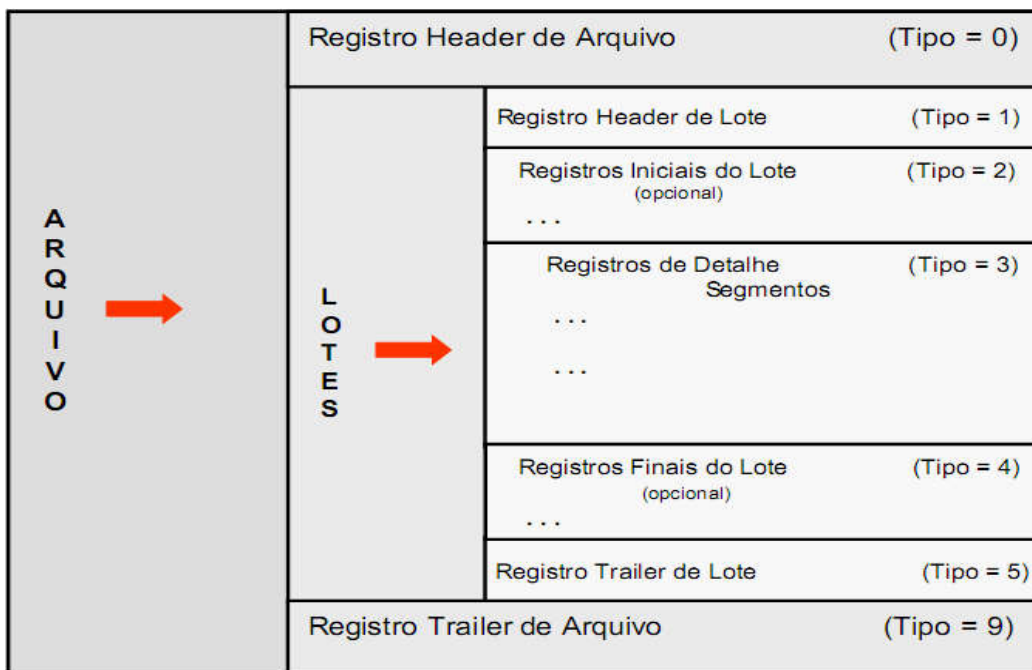 ARQUIVO
Registro Header de Arquivo (Tipo = 0)
LOTES
Registro Header de Lote (Tipo = 1)
Registros Iniciais do Lote (Tipo = 2)
(opcional)
. . .
Registros de Detalhe (Tipo = 3)
Segmentos
. . .
. . .
Registros Finais do Lote (Tipo = 4)
(opcional)
. . .
Registro Trailer de Lote (Tipo = 5)
Registro Trailer de Arquivo (Tipo = 9)